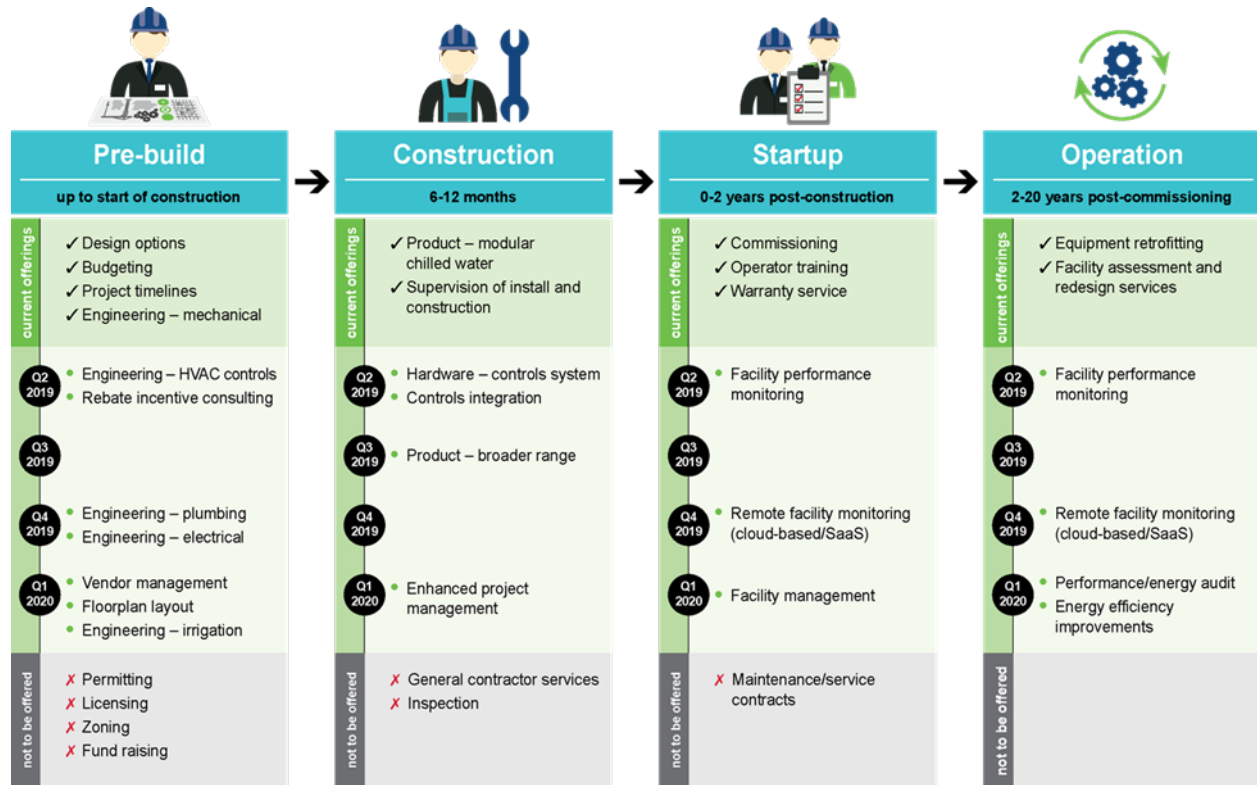 Pre-build
up to start of construction
current offerings
✓ Design options
✓ Budgeting
✓ Project timelines
✓ Engineering – mechanical
Q2
2019
• Engineering – HVAC controls
• Rebate incentive consulting
Q3
2019
Q4
2019
• Engineering – plumbing
• Engineering – electrical
Q1
2020
• Vendor management
• Floorplan layout
• Engineering – irrigation
not to be offered
✗ Permitting
✗ Licensing
✗ Zoning
✗ Fund raising
Construction
6-12 months
current offerings
✓ Product – modular
chilled water
✓ Supervision of install and
construction
Q2
2019
• Hardware – controls system
• Controls integration
Q3
2019
• Product – broader range
Q4
2019
Q1
2020
• Enhanced project
management
not to be offered
✗ General contractor services
✗ Inspection
Startup
0-2 years post-construction
current offerings
✓ Commissioning
✓ Operator training
✓ Warranty service
Q2
2019
• Facility performance
monitoring
Q3
2019
Q4
2019
• Remote facility monitoring
(cloud-based/SaaS)
Q1
2020
• Facility management
not to be offered
✗ Maintenance/service
contracts
Operation
2-20 years post-commissioning
current offerings
✓ Equipment retrofitting
✓ Facility assessment and
redesign services
Q2
2019
• Facility performance
monitoring
Q3
2019
Q4
2019
• Remote facility monitoring
(cloud-based/SaaS)
Q1
2020
• Performance/energy audit
• Energy efficiency
improvements
not to be offered